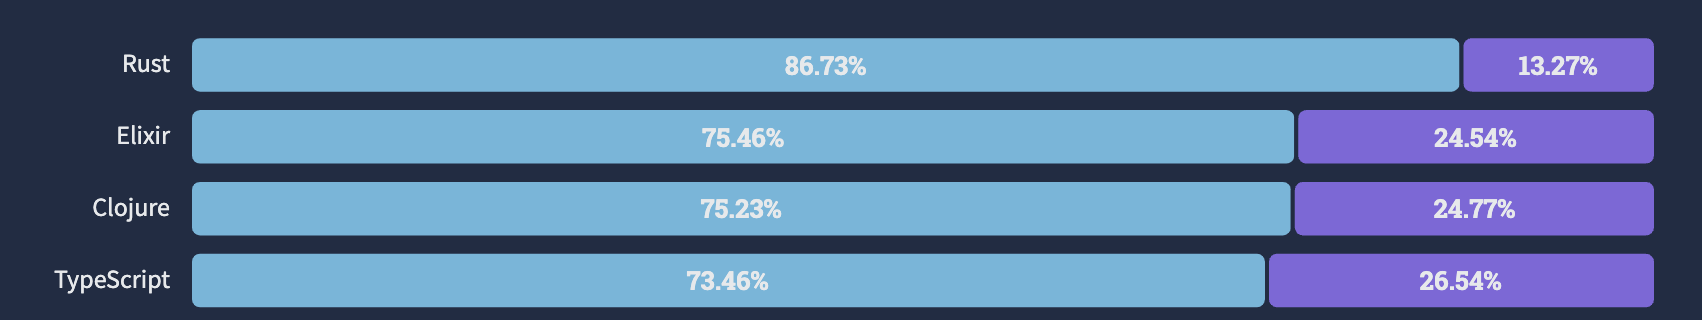 Rust 86.73% 13.27%
Elixir 75.46% 24.54%
Clojure 75.23% 24.77%
TypeScript 73.46% 26.54%